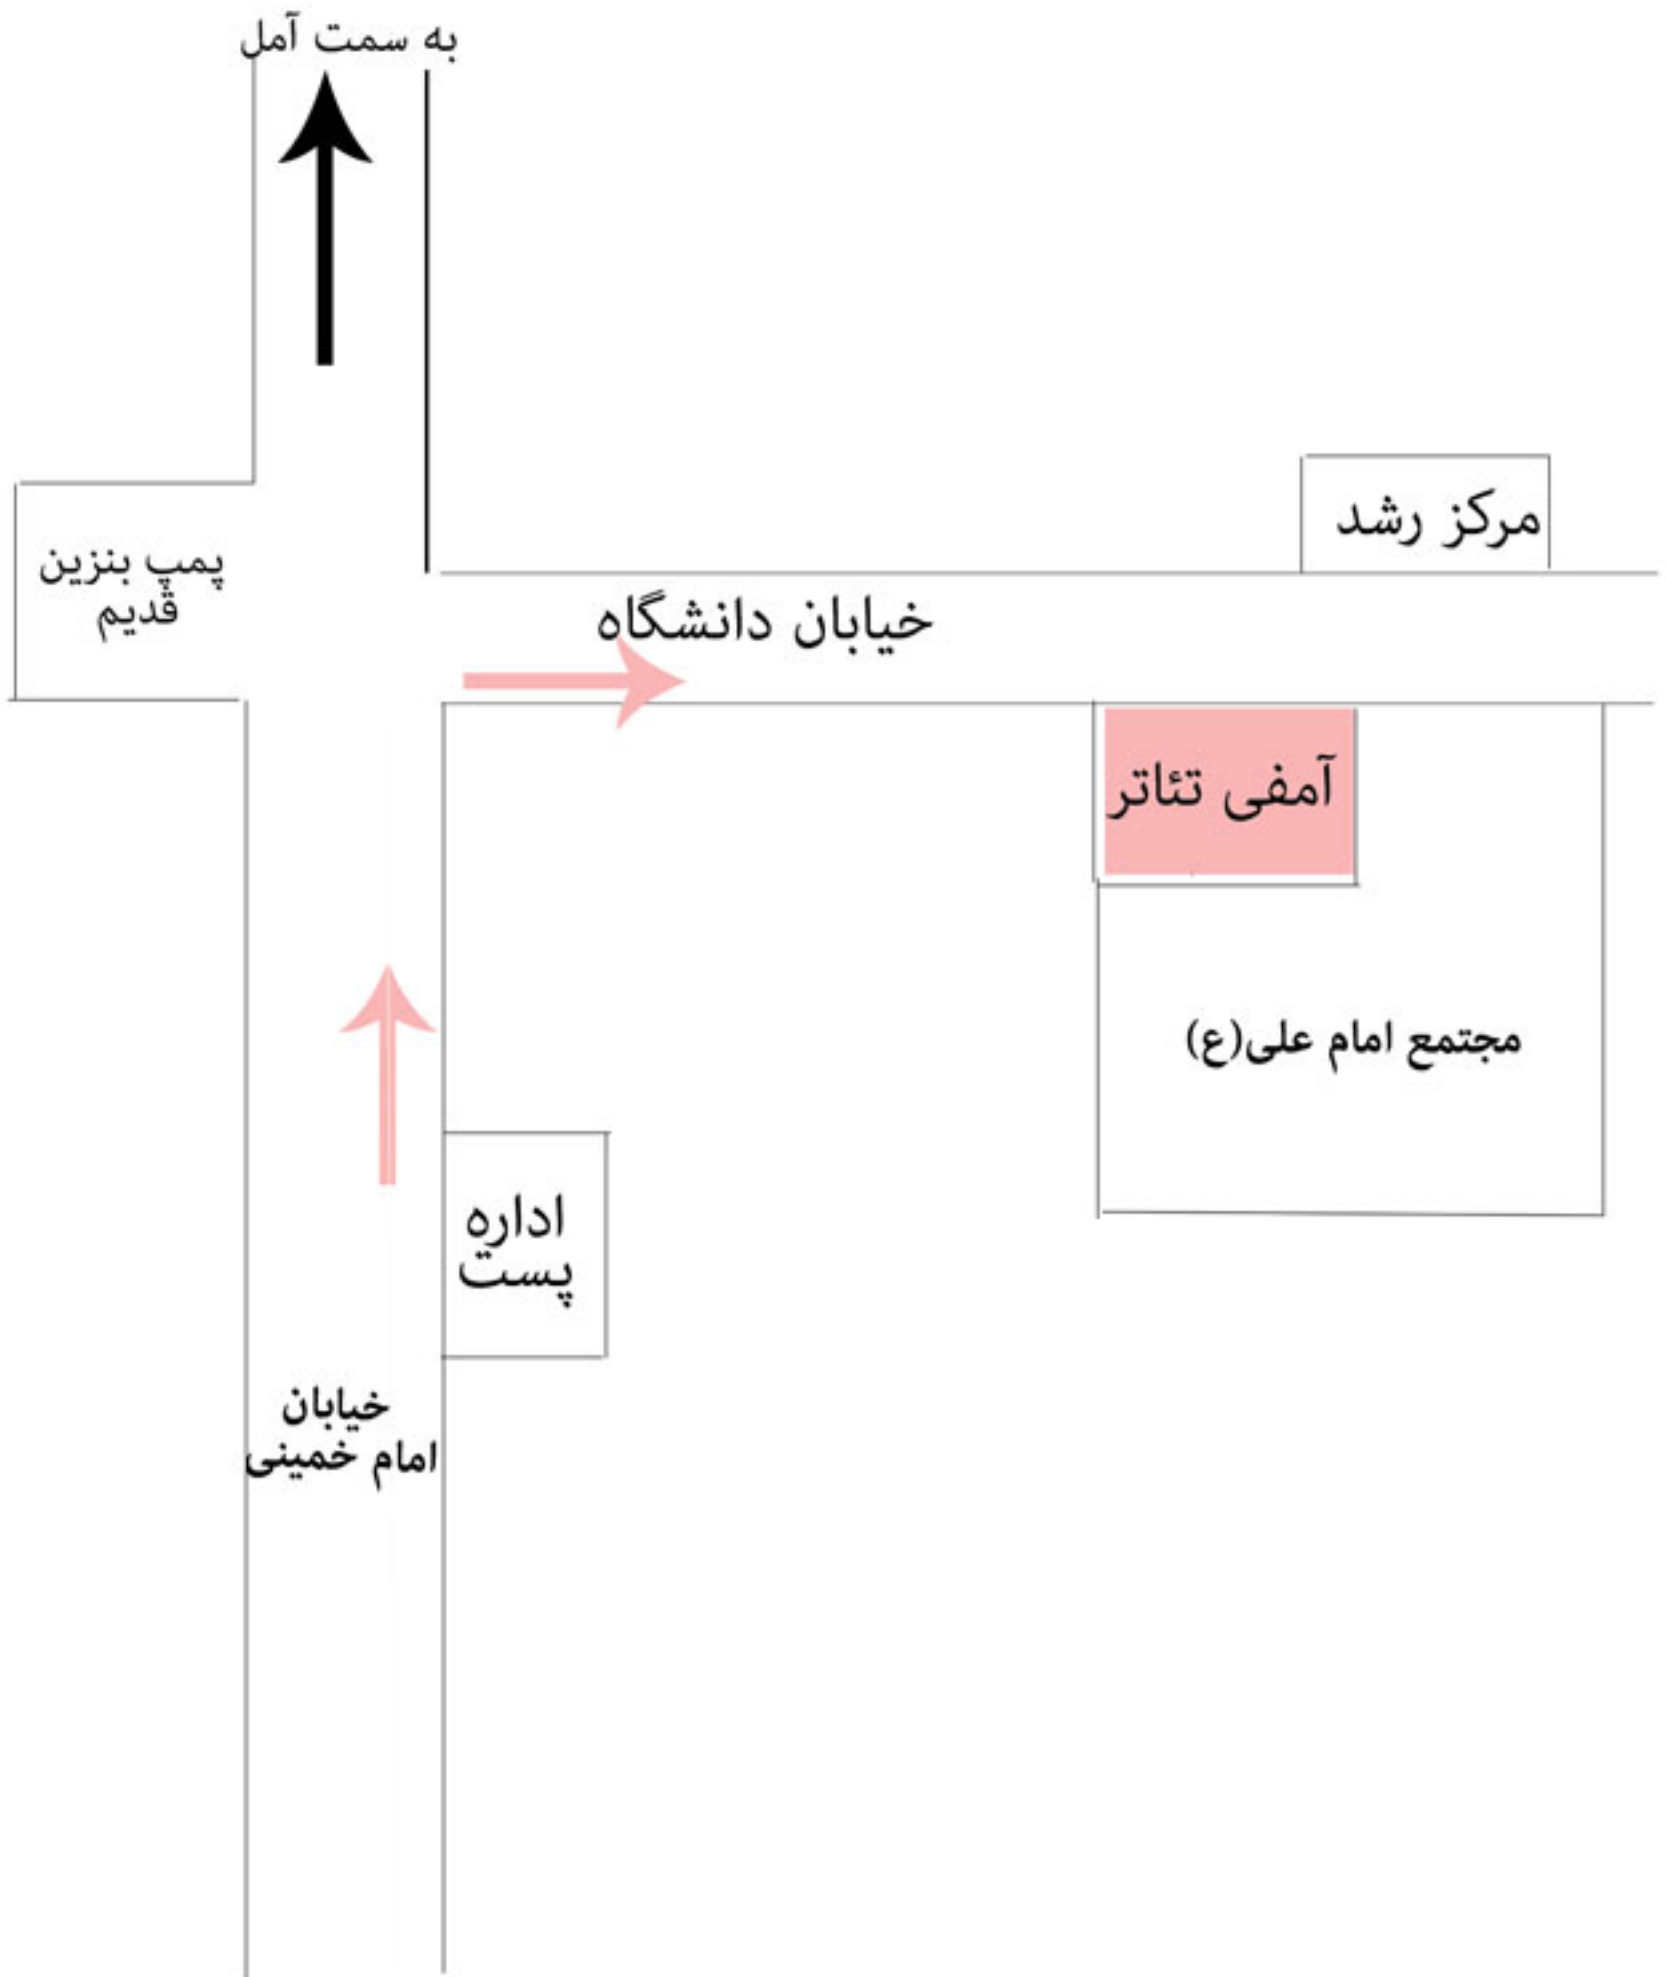 به سمت آمل
مرکز رشد
پمپ بنزین
قدیم
خیابان دانشگاه
آمفی تئاتر
مجتمع امام علی(ع)
اداره
پست
خیابان
امام خمینی